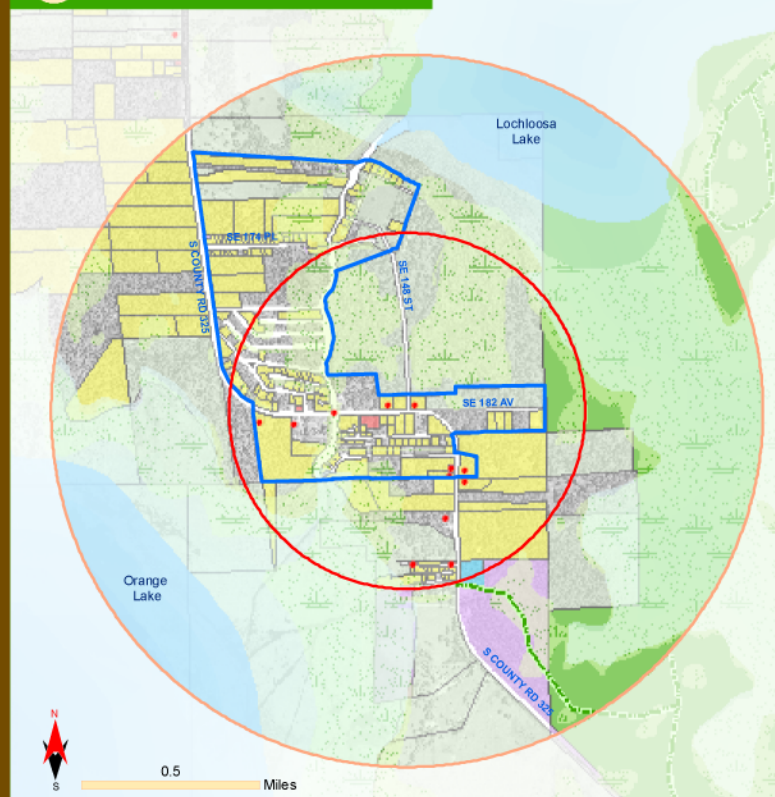 Lochloosa
Lake
SE 174 PL
S COUNTY RD 325
SE 148 ST
SE 182 AV
Orange
Lake
S COUNTY RD 325
N
S
0.5
Miles